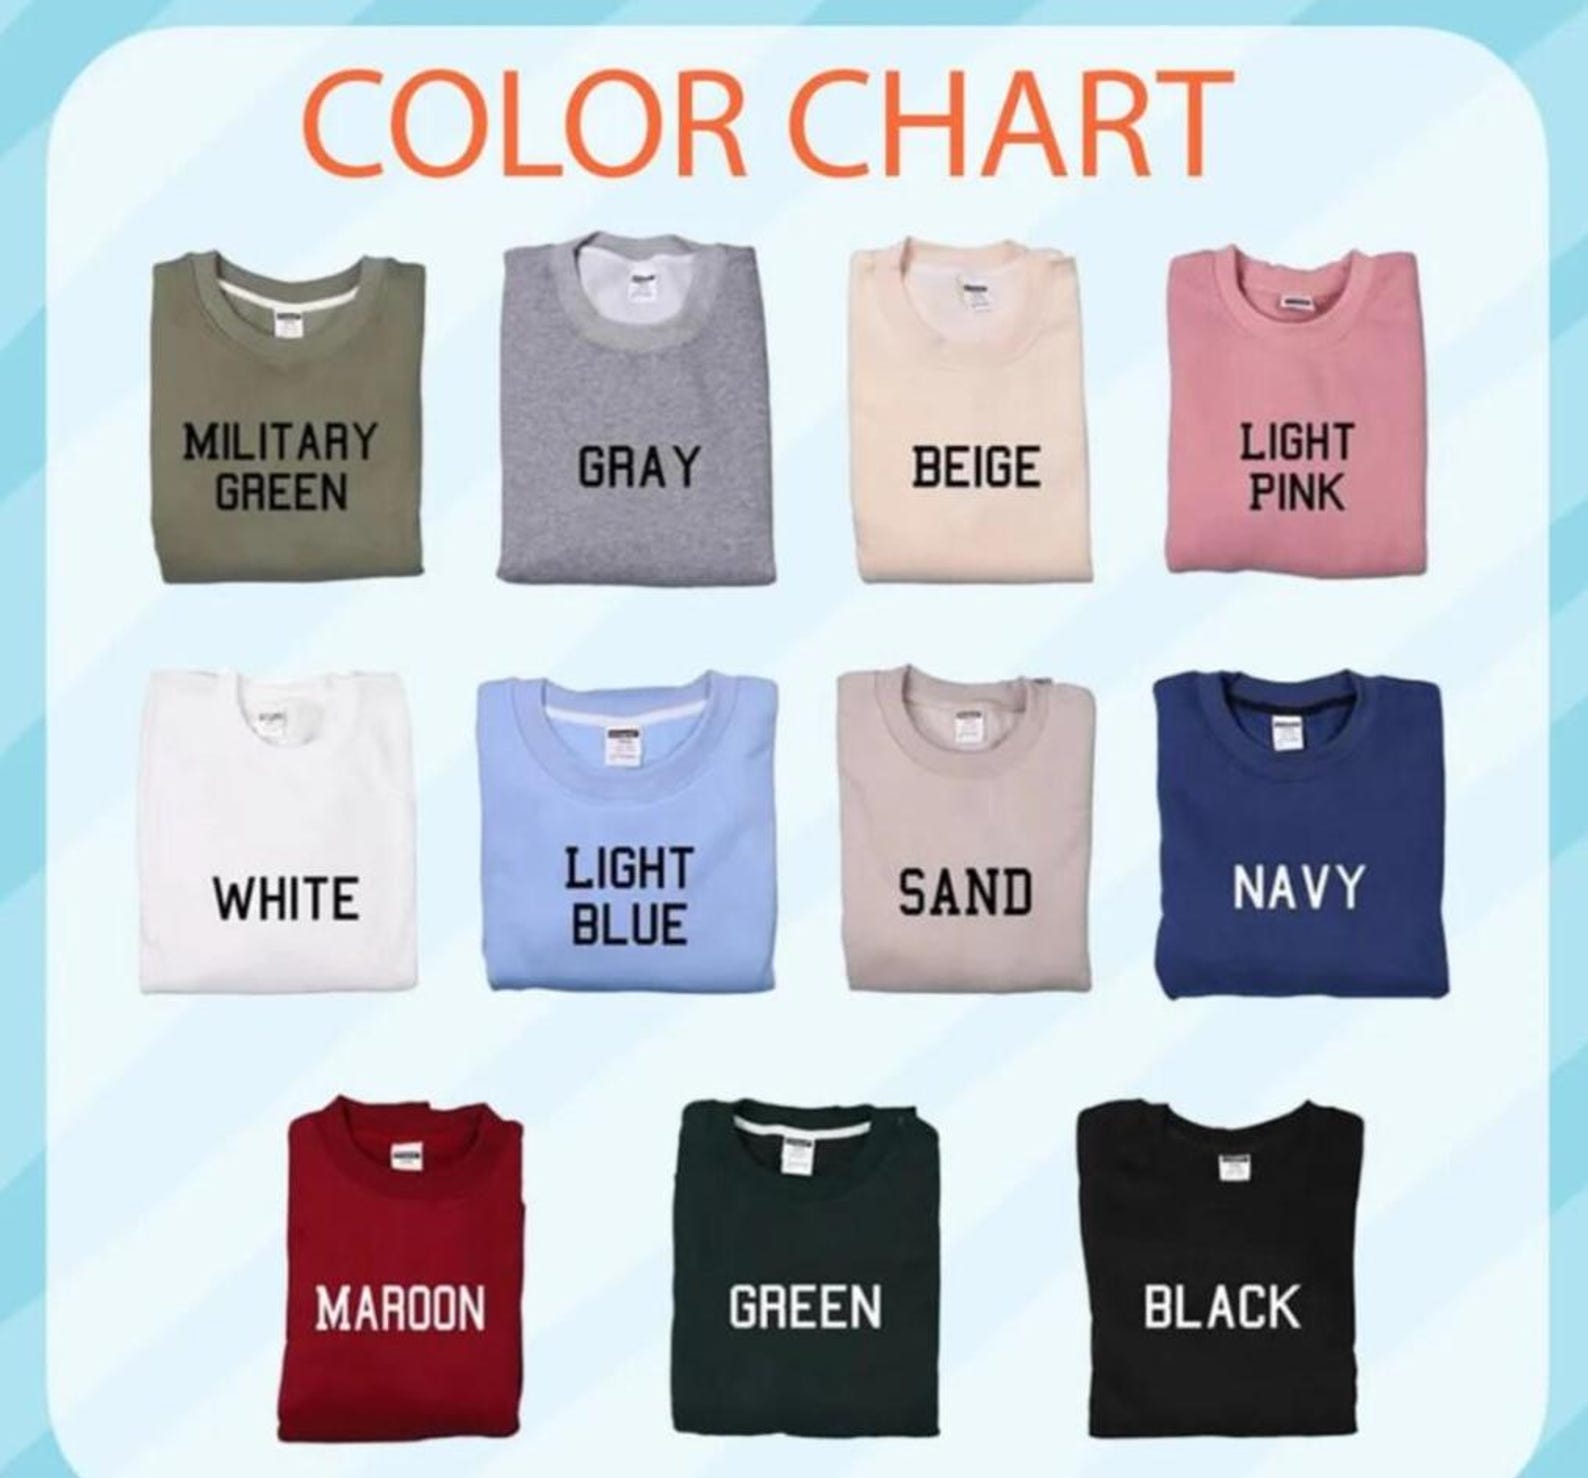 COLOR CHART
MILITARY
GREEN
GRAY
BEIGE
LIGHT
PINK
WHITE
LIGHT
BLUE
SAND
NAVY
MAROON
GREEN
BLACK